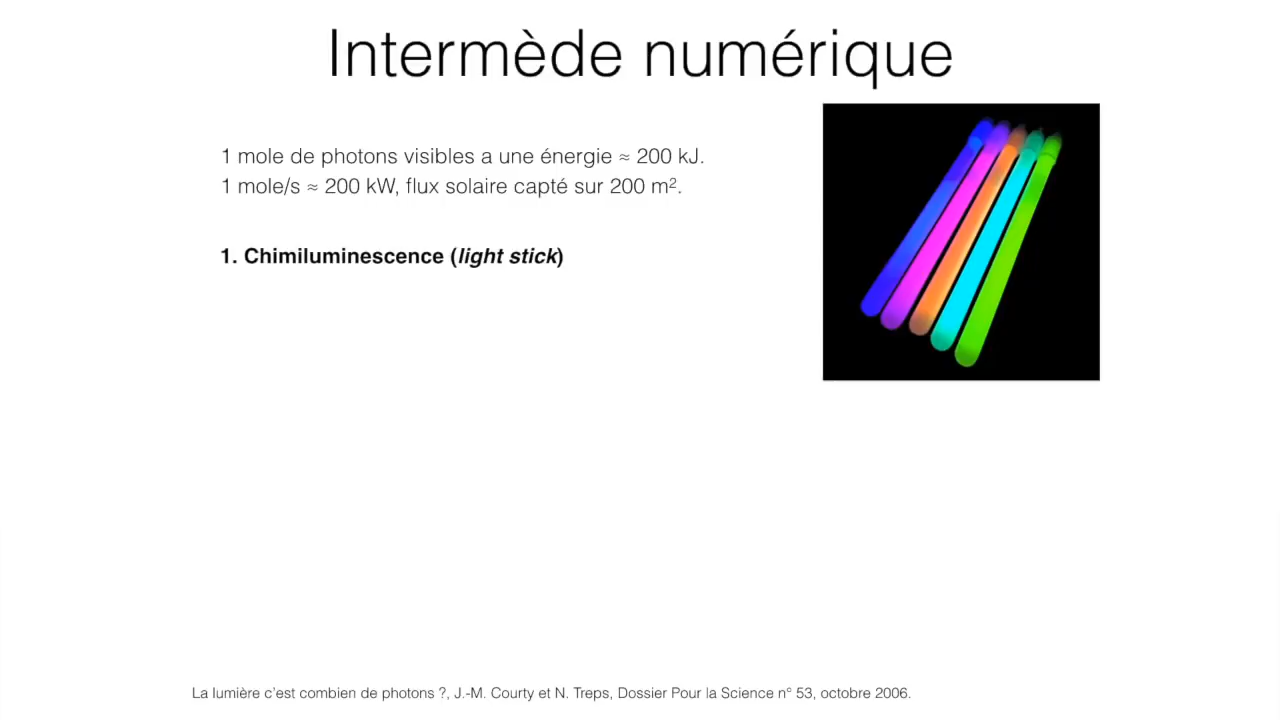 Intermède numérique
1 mole de photons visibles a une énergie ≈ 200 kJ.
1 mole/s ≈ 200 kW, flux solaire capté sur 200 m².
1. Chimiluminescence (light stick)
La lumière c'est combien de photons ?, J.-M. Courty et N. Treps, Dossier Pour la Science n° 53, octobre 2006.